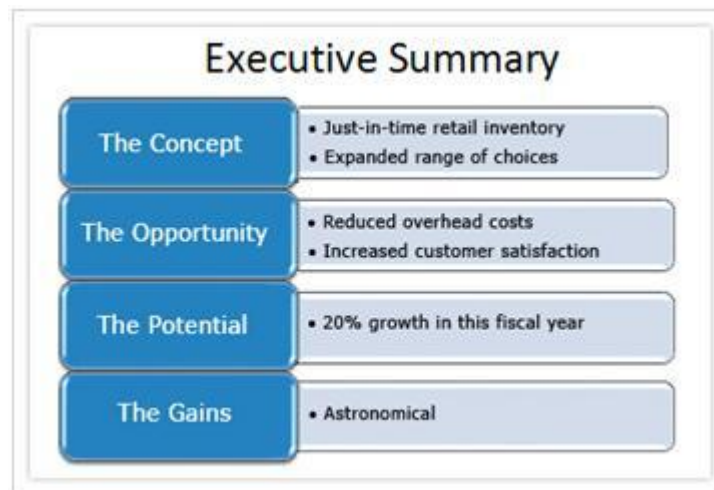 Executive Summary
The Concept
• Just-in-time retail inventory
• Expanded range of choices
The Opportunity
• Reduced overhead costs
• Increased customer satisfaction
The Potential
• 20% growth in this fiscal year
The Gains
• Astronomical